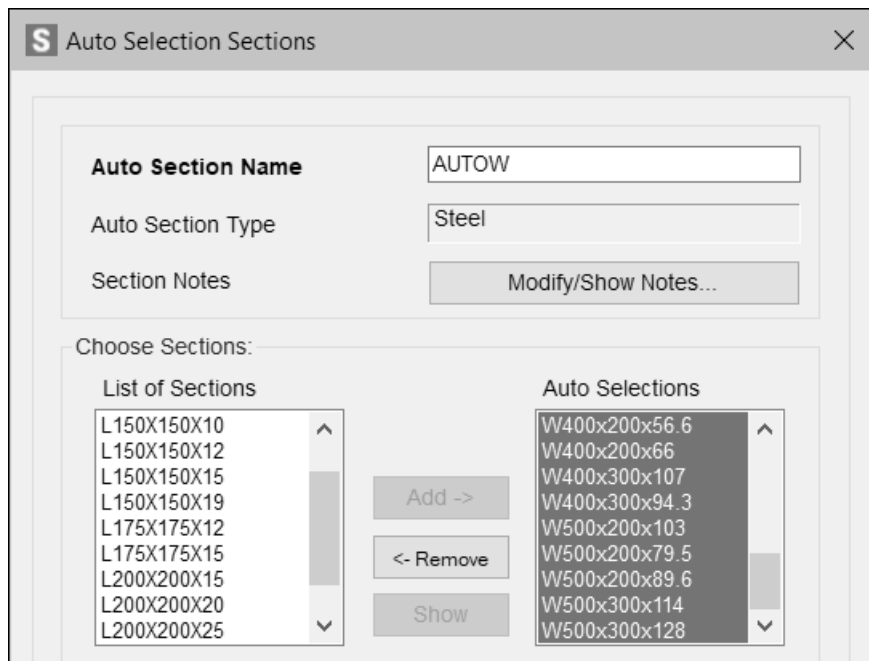 S Auto Selection Sections
Auto Section Name AUTOW
Auto Section Type Steel
Section Notes Modify/Show Notes...
Choose Sections:
List of Sections Auto Selections
L150X150X10
L150X150X12
L150X150X15
L150X150X19
L175X175X12
L175X175X15
L200X200X15
L200X200X20
L200X200X25
Add ->
<- Remove
Show
W400x200x56.6
W400x200x66
W400x300x107
W400x300x94.3
W500x200x103
W500x200x79.5
W500x200x89.6
W500x300x114
W500x300x128